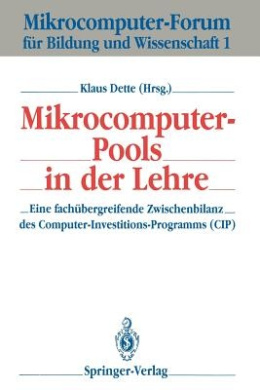 Mikrocomputer-Forum
für Bildung und Wissenschaft 1
Klaus Dette (Hrsg.)
Mikrocomputer-
Pools
in der Lehre
Eine fachübergreifende Zwischenbilanz
des Computer-Investitions-Programms (CIP)
Springer-Verlag